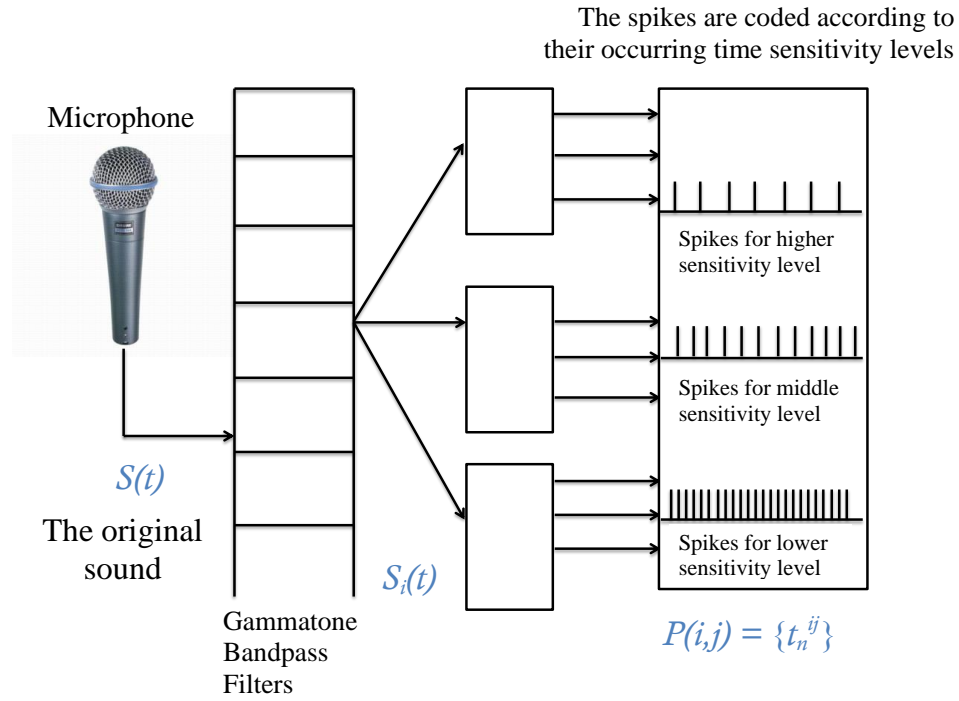 The spikes are coded according to
their occurring time sensitivity levels
Microphone
Spikes for higher
sensitivity level
Spikes for middle
sensitivity level
S(t)
The original
sound
Spikes for lower
sensitivity level
Sᵢ(t)
Gammatone
Bandpass
Filters
P(i,j) = {tₙⁱʲ}